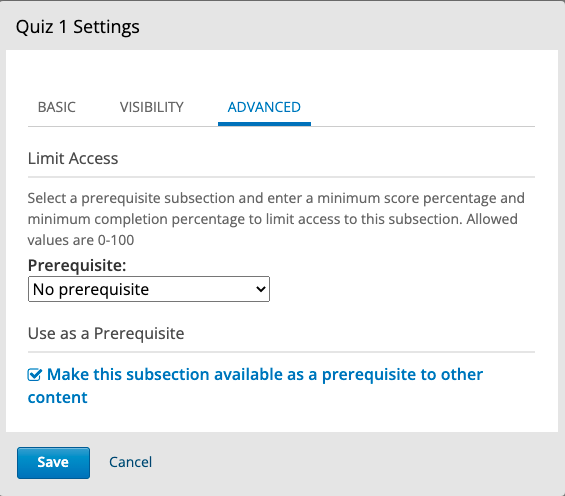 Quiz 1 Settings
BASIC VISIBILITY ADVANCED
Limit Access
Select a prerequisite subsection and enter a minimum score percentage and
minimum completion percentage to limit access to this subsection. Allowed
values are 0-100
Prerequisite:
No prerequisite
Use as a Prerequisite
Make this subsection available as a prerequisite to other
content
Save Cancel